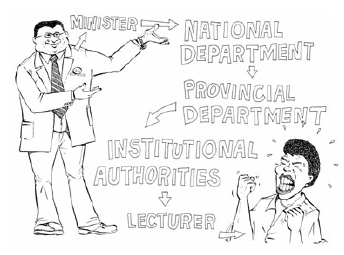 MINISTER
NATIONAL
DEPARTMENT
PROVINCIAL
DEPARTMENT
INSTITUTIONAL
AUTHORITIES
LECTURER